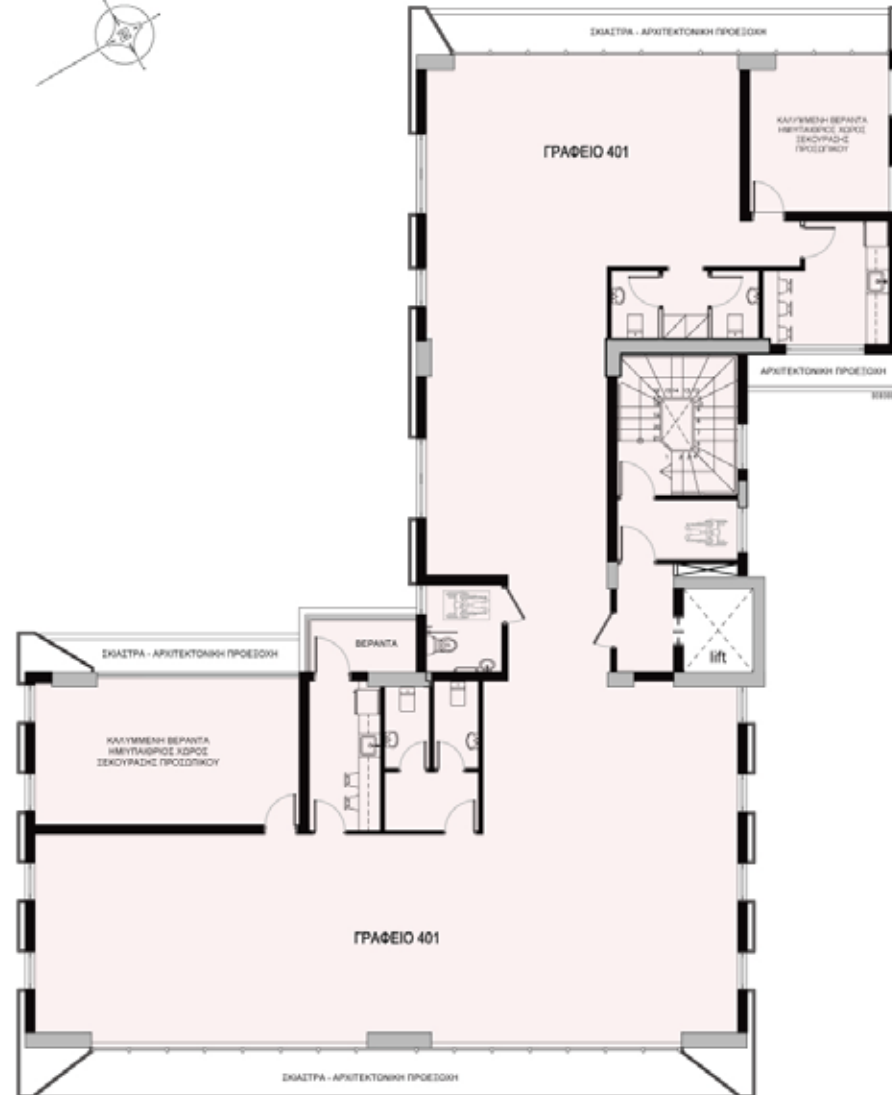 ΣΚΙΑΣΤΡΑ - ΑΡΧΙΤΕΚΤΟΝΙΚΗ ΠΡΟΕΞΟΧΗ
ΓΡΑΦΕΙΟ 401
ΚΑΛΥΜΜΕΝΗ ΒΕΡΑΝΤΑ
ΗΜΙΥΠΑΙΘΡΙΟΣ ΧΩΡΟΣ
ΞΕΚΟΥΡΑΣΗΣ
ΠΡΟΣΩΠΙΚΟΥ
ΑΡΧΙΤΕΚΤΟΝΙΚΗ ΠΡΟΕΞΟΧΗ
ΒΕΡΑΝΤΑ
ΣΚΙΑΣΤΡΑ - ΑΡΧΙΤΕΚΤΟΝΙΚΗ ΠΡΟΕΞΟΧΗ
lift
ΚΑΛΥΜΜΕΝΗ ΒΕΡΑΝΤΑ
ΗΜΙΥΠΑΙΘΡΙΟΣ ΧΩΡΟΣ
ΞΕΚΟΥΡΑΣΗΣ ΠΡΟΣΩΠΙΚΟΥ
ΓΡΑΦΕΙΟ 401
ΣΚΙΑΣΤΡΑ - ΑΡΧΙΤΕΚΤΟΝΙΚΗ ΠΡΟΕΞΟΧΗ